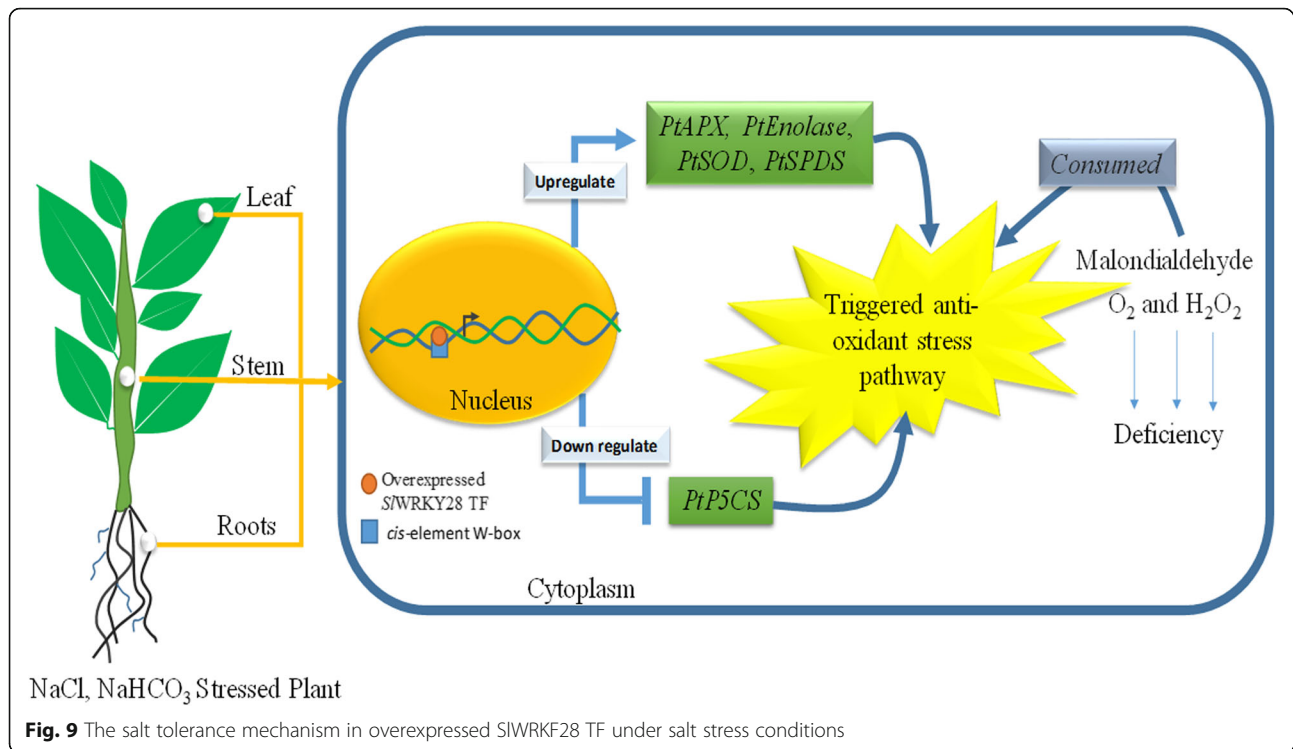 Leaf
Stem
Roots
NaCl, NaHCO₃ Stressed Plant
Nucleus
Overexpressed
SlWRKY28 TF
cis-element W-box
Cytoplasm
Upregulate
Down regulate
PtAPX, PtEnolase,
PtSOD, PtSPDS
PtP5CS
Triggered anti-
oxidant stress
pathway
Consumed
Malondialdehyde
O₂ and H₂O₂
Deficiency
Fig. 9 The salt tolerance mechanism in overexpressed SlWRKF28 TF under salt stress conditions